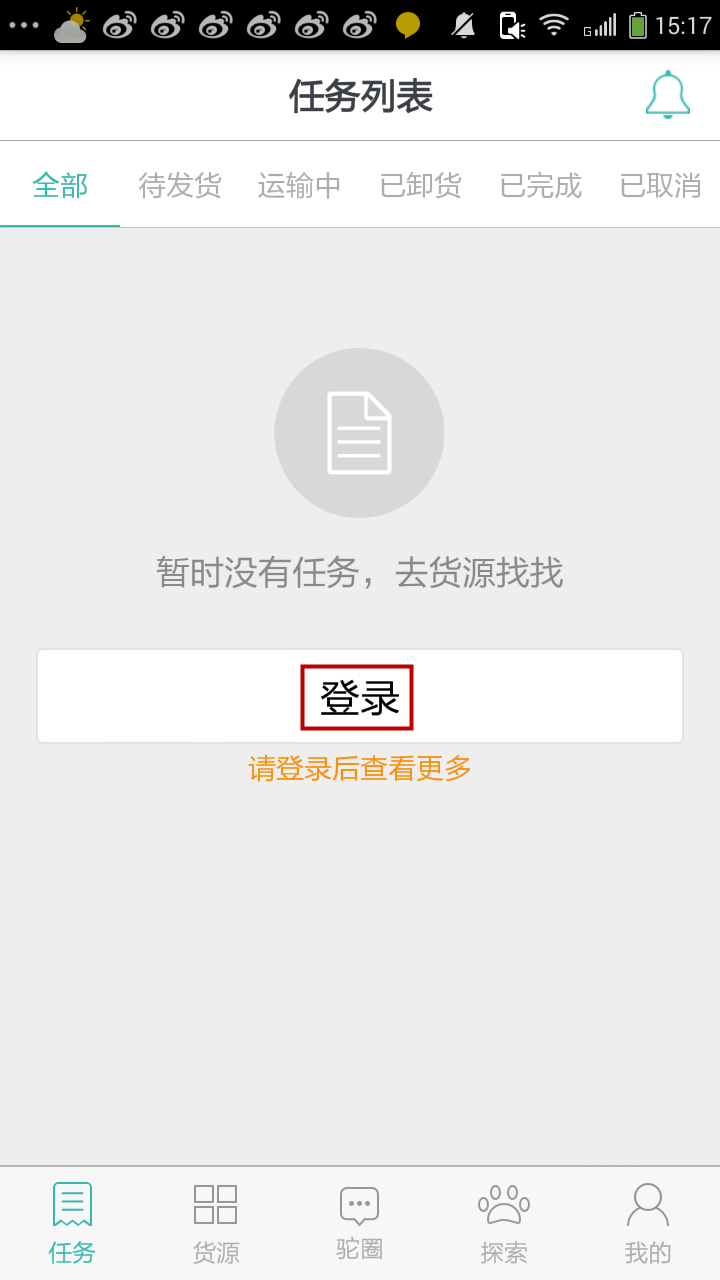 15:17
任务列表
全部 待发货 运输中 已卸货 已完成 已取消
暂时没有任务，去货源找找
登录
请登录后查看更多
任务 货源 驼圈 探索 我的